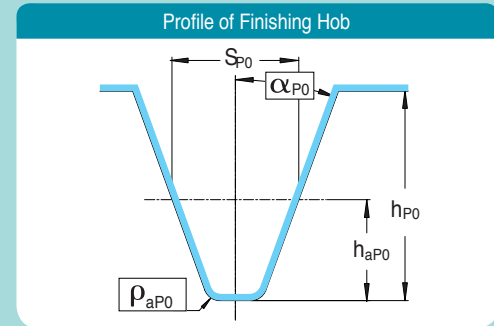 Profile of Finishing Hob
SP0
αP0
hP0
haP0
ρaP0